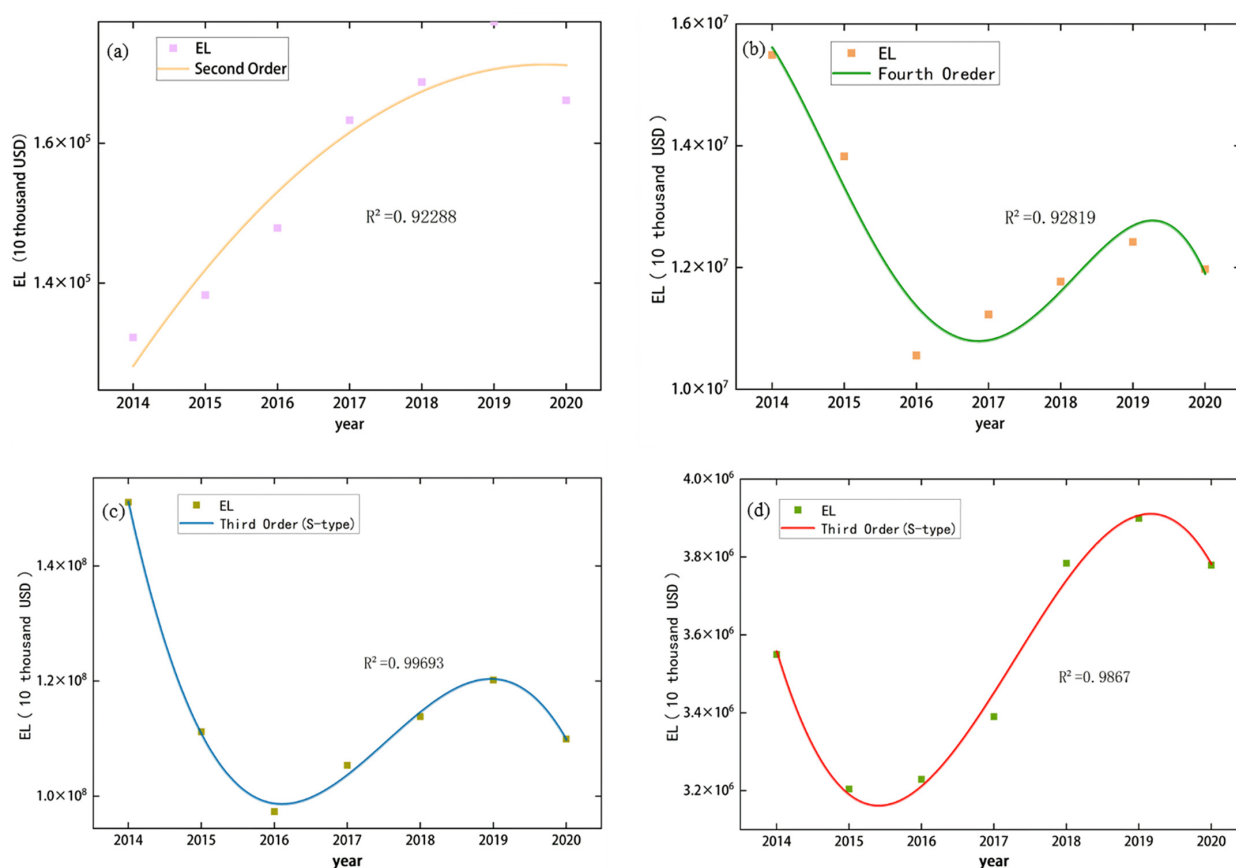 (a)
EL
Second Order
EL (10 thousand USD)
1.6×10⁵
1.4×10⁵
R²=0.92288
2014 2015 2016 2017 2018 2019 2020
year
(b)
EL
Fourth Oreder
EL ( 10 thousand USD )
1.6×10⁷
1.4×10⁷
1.2×10⁷
1.0×10⁷
R²=0.92819
2014 2015 2016 2017 2018 2019 2020
year
(c)
EL
Third Order(S-type)
EL ( 10 thousand USD )
1.4×10⁸
1.2×10⁸
1.0×10⁸
R²=0.99693
2014 2015 2016 2017 2018 2019 2020
year
(d)
EL
Third Order(S-type)
EL ( 10 thousand USD )
4.0×10⁶
3.8×10⁶
3.6×10⁶
3.4×10⁶
3.2×10⁶
R²=0.9867
2014 2015 2016 2017 2018 2019 2020
year